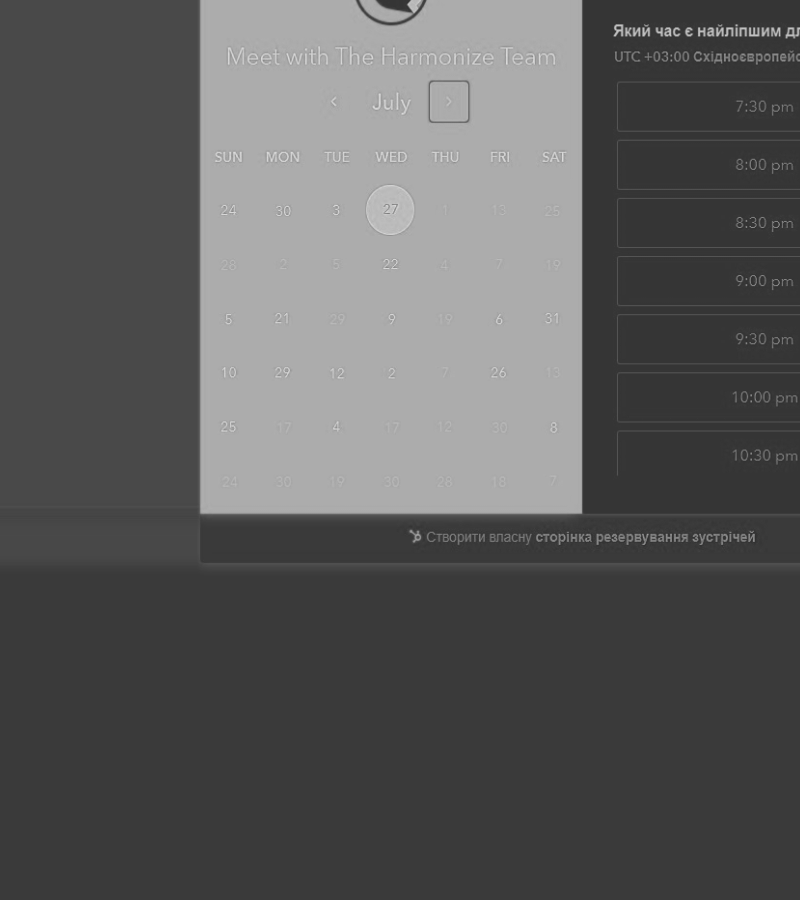 Meet with The Harmonize Team
July
SUN MON TUE WED THU FRI SAT
24 30 3 27 1 13 25
28 2 5 22 4 7 19
5 21 29 9 19 6 31
10 29 12 2 7 26 13
25 17 4 17 12 30 8
24 30 19 30 28 18 7
Який час є найліпшим
UTC +03:00 Східноєвропейс
7:30 pm
8:00 pm
8:30 pm
9:00 pm
9:30 pm
10:00 pm
10:30 pm
Створити власну сторінка резервування зустрічей